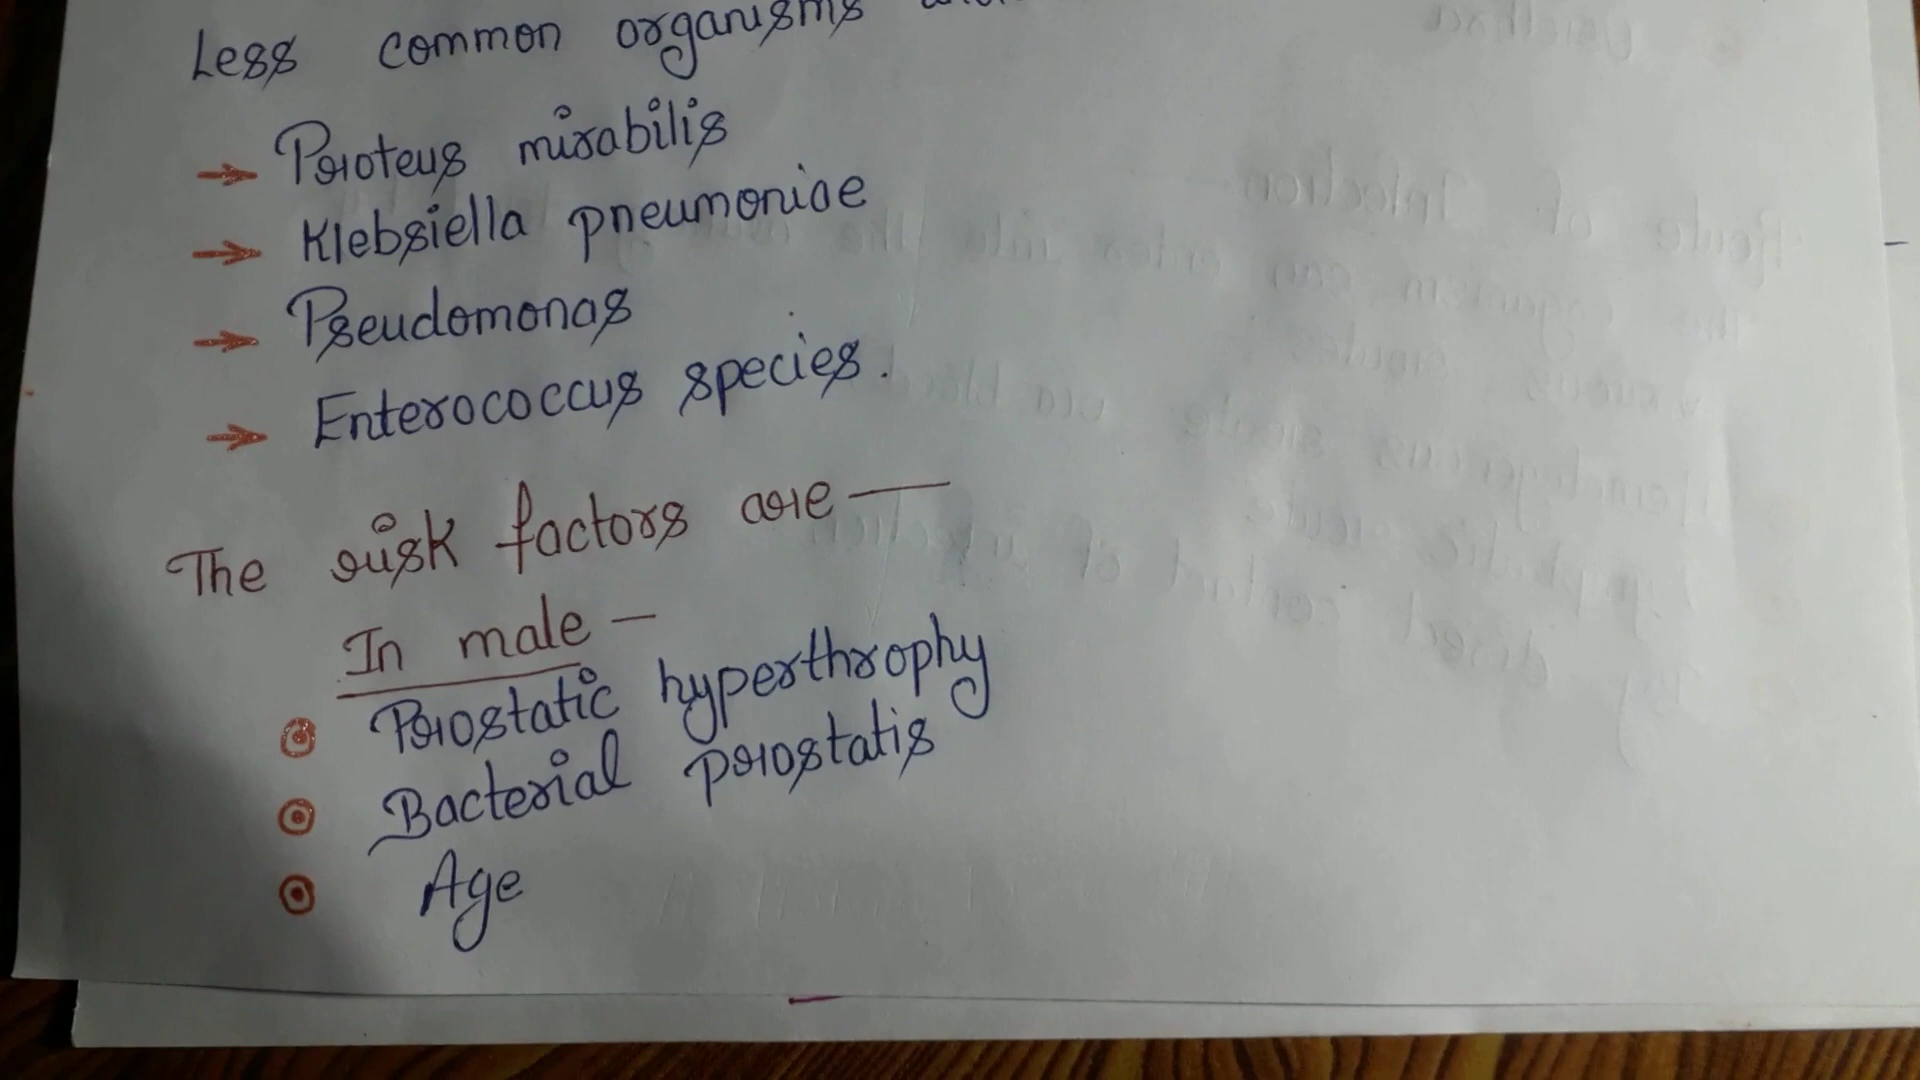 Less common organisms
→ Proteus mirabilis
→ Klebsiella pneumoniae
→ Pseudomonas
→ Enterococcus species.
The risk factors are —
In male —
Prostatic hyperthrophy
Bacterial prostatis
Age